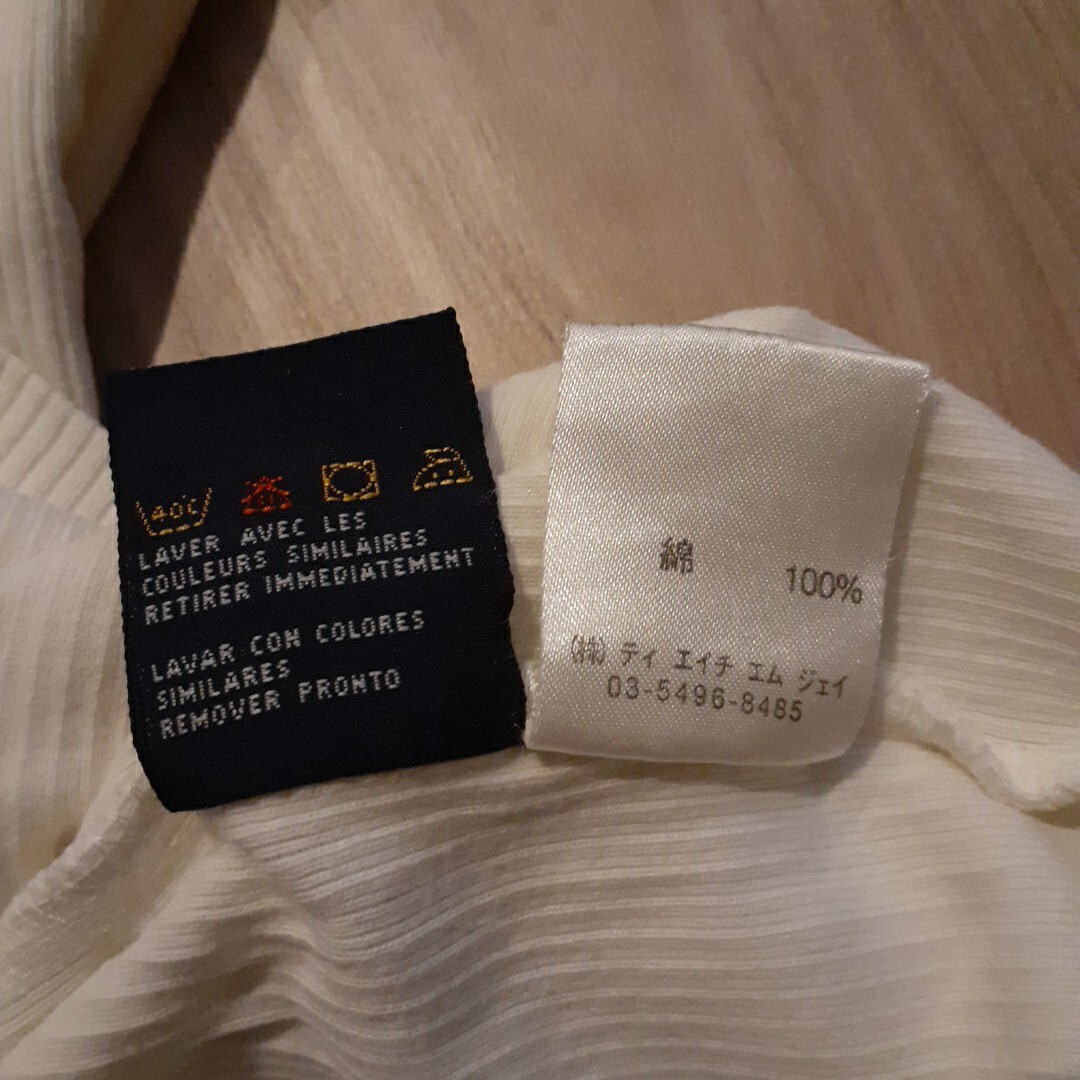 40C
LAVER AVEC LES
COULEURS SIMILAIRES
RETIRER IMMEDIATEMENT
LAVAR CON COLORES
SIMILARES
REMOVER PRONTO
綿 100%
(株) ティ エイチ エム ジェイ
03-5496-8485